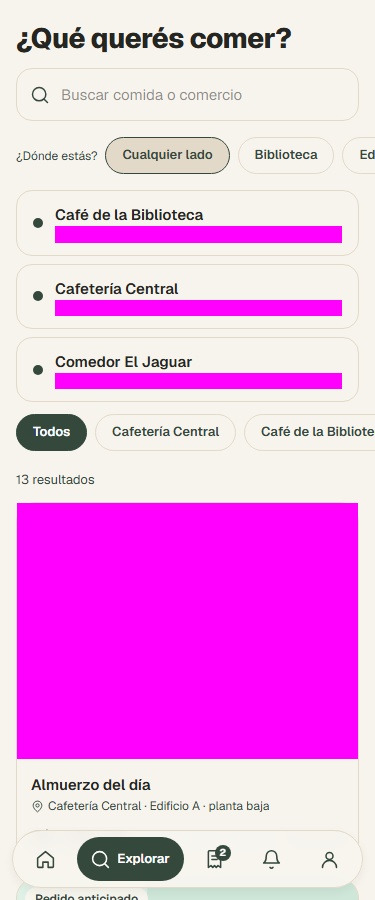 ¿Qué querés comer?
Buscar comida o comercio
¿Dónde estás? Cualquier lado Biblioteca Ed
Café de la Biblioteca
Cafetería Central
Comedor El Jaguar
Todos Cafetería Central Café de la Bibliote
13 resultados
Almuerzo del día
Cafetería Central · Edificio A · planta baja
Explorar 2
Pedido anticipado